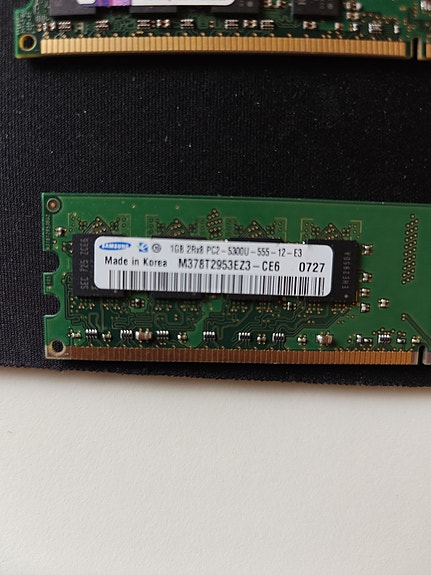 SAMSUNG 1GB 2Rx8 PC2-5300U-555-12-E3
Made in Korea M378T2953EZ3-CE6 0727